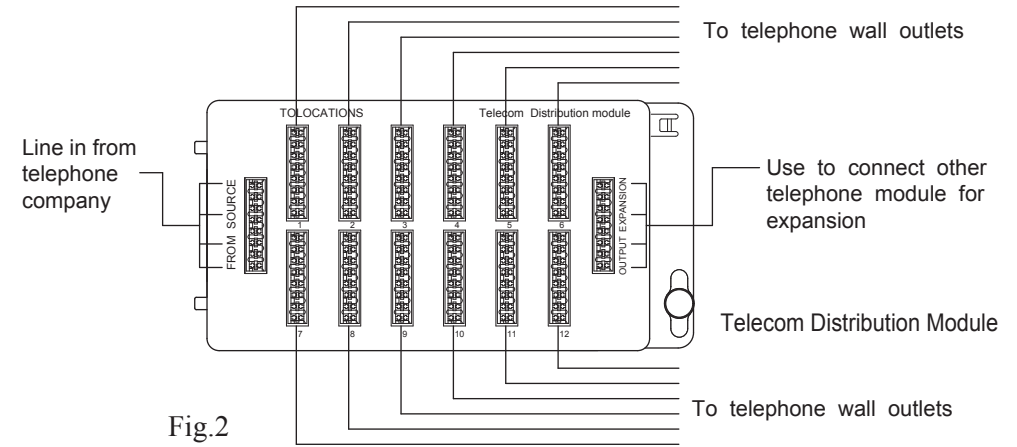 To telephone wall outlets
TOLOCATIONS
Telecom Distribution module
Line in from
telephone
company
FROM SOURCE
1 2 3 4 5 6
OUTPUT EXPANSION
Use to connect other
telephone module for
expansion
7 8 9 10 11 12
Telecom Distribution Module
To telephone wall outlets
Fig.2